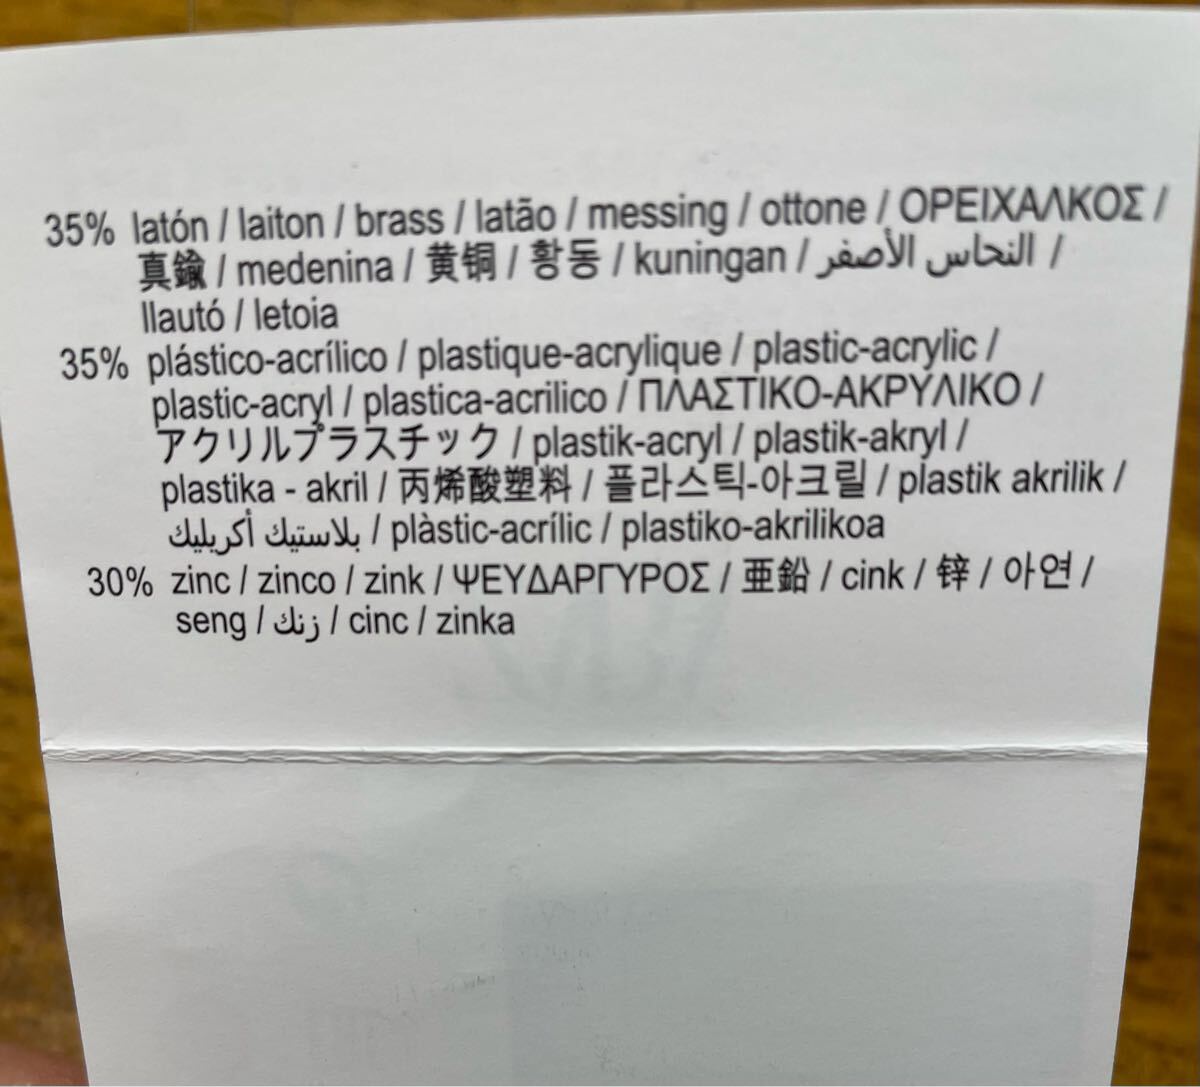 35% latón / laiton / brass / latão / messing / ottone / ΟΡΕΙΧΑΛΚΟΣ /
真鍮 / medenina / 黄铜 / 황동 / kuningan / النحاس الأصفر /
llautó / letoia
35% plástico-acrílico / plastique-acrylique / plastic-acrylic /
plastic-acryl / plastica-acrilico / ΠΛΑΣΤΙΚΟ-ΑΚΡΥΛΙΚΟ /
アクリルプラスチック / plastik-acryl / plastik-akryl /
plastika - akril / 丙烯酸塑料 / 플라스틱-아크릴 / plastik akrilik /
بلاستيك أكريليك / plàstic-acrílic / plastiko-akrilikoa
30% zinc / zinco / zink / ΨΕΥΔΑΡΓΥΡΟΣ / 亜鉛 / cink / 锌 / 아연 /
seng / زنك / cinc / zinka